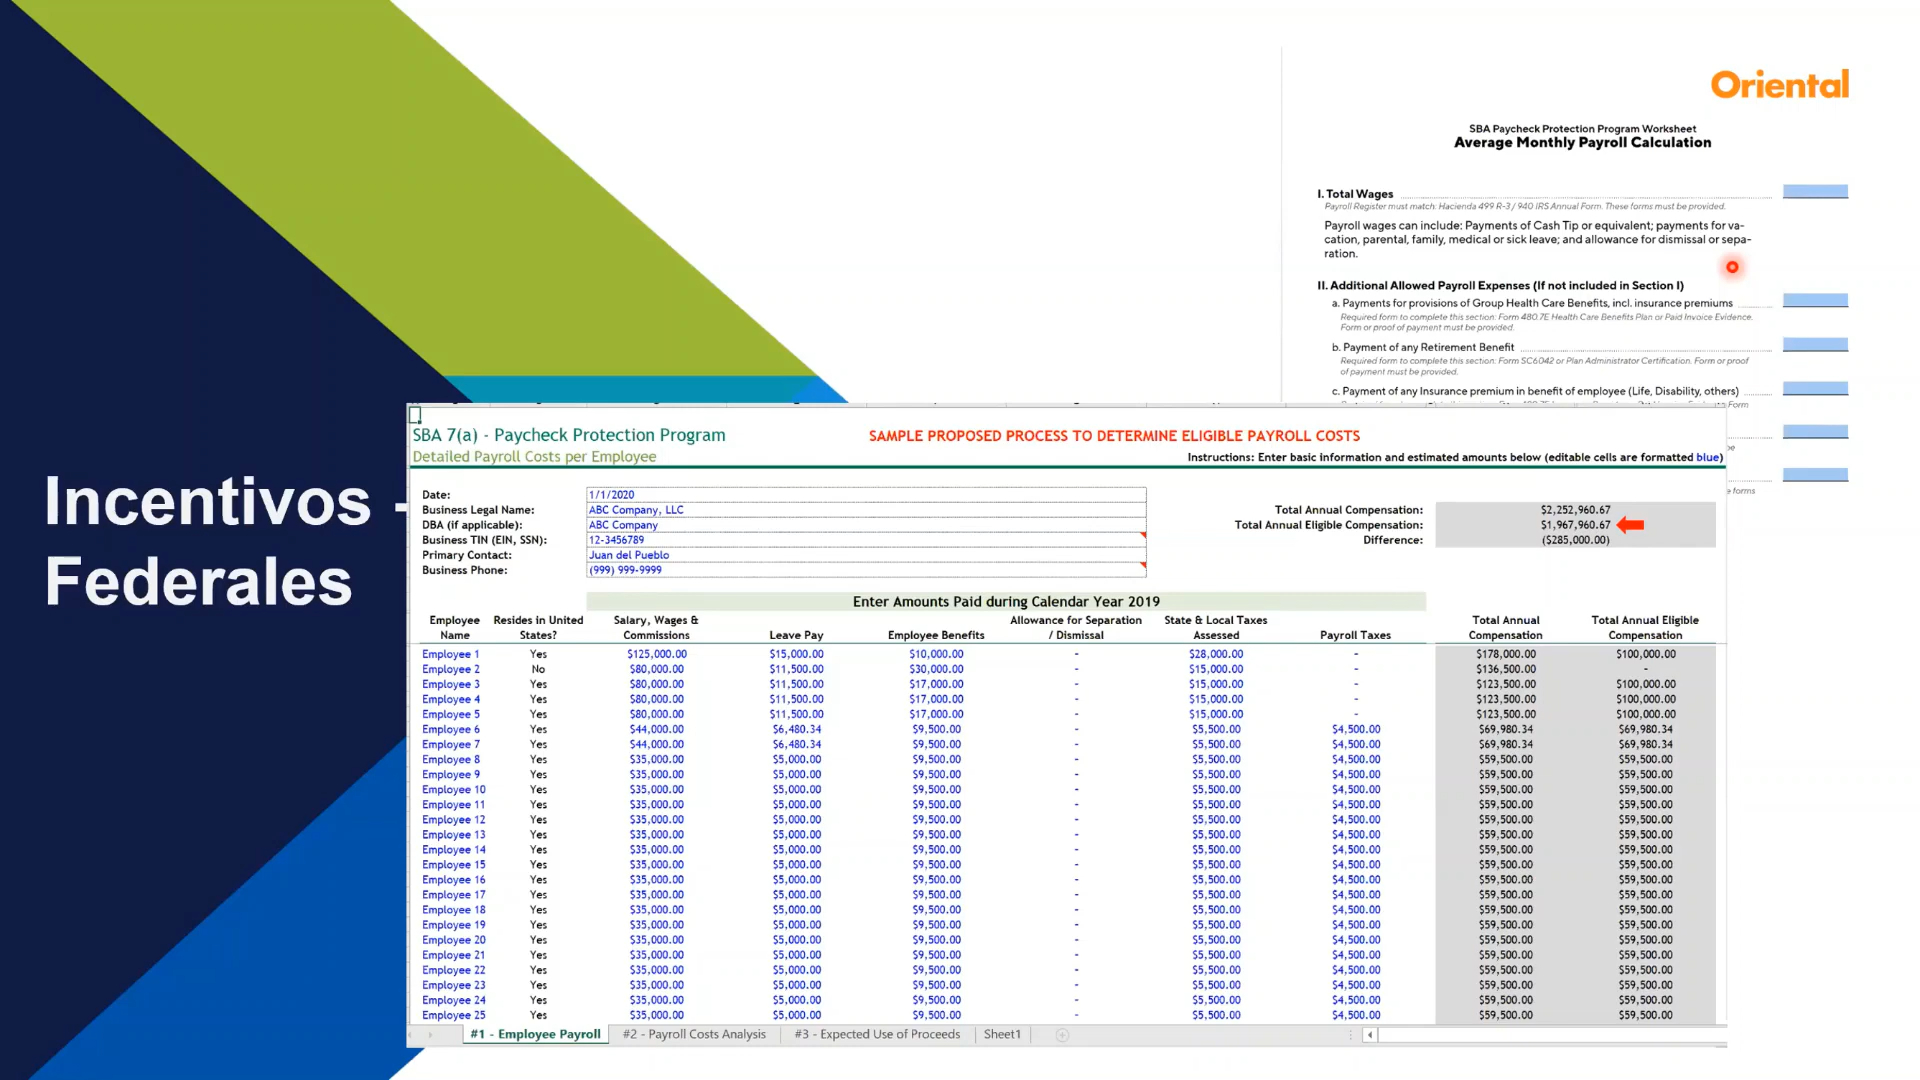 Incentivos -
Federales
Oriental
SBA Paycheck Protection Program Worksheet
Average Monthly Payroll Calculation
I. Total Wages
Payroll Register must match: Hacienda 499 R-3 / 940 IRS Annual Form. These forms must be provided.
Payroll wages can include: Payments of Cash Tip or equivalent; payments for va-
cation, parental, family, medical or sick leave; and allowance for dismissal or sepa-
ration.
II. Additional Allowed Payroll Expenses (If not included in Section I)
a. Payments for provisions of Group Health Care Benefits, incl. insurance premiums
Required form to complete this section: Form 480.7E Health Care Benefits Plan or Paid Invoice Evidence.
Form or proof of payment must be provided.
b. Payment of any Retirement Benefit
Required form to complete this section: Form SC6042 or Plan Administrator Certification. Form or proof
of payment must be provided.
c. Payment of any Insurance premium in benefit of employee (Life, Disability, others)
Form
e forms
SBA 7(a) - Paycheck Protection Program SAMPLE PROPOSED PROCESS TO DETERMINE ELIGIBLE PAYROLL COSTS
Detailed Payroll Costs per Employee Instructions: Enter basic information and estimated amounts below (editable cells are formatted blue)
Date: 1/1/2020
Business Legal Name: ABC Company, LLC Total Annual Compensation: $2,252,960.67
DBA (if applicable): ABC Company Total Annual Eligible Compensation: $1,967,960.67
Business TIN (EIN, SSN): 12-3456789 Difference: ($285,000.00)
Primary Contact: Juan del Pueblo
Business Phone: (999) 999-9999
Enter Amounts Paid during Calendar Year 2019
Employee Resides in United Salary, Wages & Allowance for Separation State & Local Taxes Total Annual Total Annual Eligible
Name States? Commissions Leave Pay Employee Benefits / Dismissal Assessed Payroll Taxes Compensation Compensation
Employee 1 Yes $125,000.00 $15,000.00 $10,000.00 - $28,000.00 - $178,000.00 $100,000.00
Employee 2 No $80,000.00 $11,500.00 $30,000.00 - $15,000.00 - $136,500.00 -
Employee 3 Yes $80,000.00 $11,500.00 $17,000.00 - $15,000.00 - $123,500.00 $100,000.00
Employee 4 Yes $80,000.00 $11,500.00 $17,000.00 - $15,000.00 - $123,500.00 $100,000.00
Employee 5 Yes $80,000.00 $11,500.00 $17,000.00 - $15,000.00 - $123,500.00 $100,000.00
Employee 6 Yes $44,000.00 $6,480.34 $9,500.00 - $5,500.00 $4,500.00 $69,980.34 $69,980.34
Employee 7 Yes $44,000.00 $6,480.34 $9,500.00 - $5,500.00 $4,500.00 $69,980.34 $69,980.34
Employee 8 Yes $35,000.00 $5,000.00 $9,500.00 - $5,500.00 $4,500.00 $59,500.00 $59,500.00
Employee 9 Yes $35,000.00 $5,000.00 $9,500.00 - $5,500.00 $4,500.00 $59,500.00 $59,500.00
Employee 10 Yes $35,000.00 $5,000.00 $9,500.00 - $5,500.00 $4,500.00 $59,500.00 $59,500.00
Employee 11 Yes $35,000.00 $5,000.00 $9,500.00 - $5,500.00 $4,500.00 $59,500.00 $59,500.00
Employee 12 Yes $35,000.00 $5,000.00 $9,500.00 - $5,500.00 $4,500.00 $59,500.00 $59,500.00
Employee 13 Yes $35,000.00 $5,000.00 $9,500.00 - $5,500.00 $4,500.00 $59,500.00 $59,500.00
Employee 14 Yes $35,000.00 $5,000.00 $9,500.00 - $5,500.00 $4,500.00 $59,500.00 $59,500.00
Employee 15 Yes $35,000.00 $5,000.00 $9,500.00 - $5,500.00 $4,500.00 $59,500.00 $59,500.00
Employee 16 Yes $35,000.00 $5,000.00 $9,500.00 - $5,500.00 $4,500.00 $59,500.00 $59,500.00
Employee 17 Yes $35,000.00 $5,000.00 $9,500.00 - $5,500.00 $4,500.00 $59,500.00 $59,500.00
Employee 18 Yes $35,000.00 $5,000.00 $9,500.00 - $5,500.00 $4,500.00 $59,500.00 $59,500.00
Employee 19 Yes $35,000.00 $5,000.00 $9,500.00 - $5,500.00 $4,500.00 $59,500.00 $59,500.00
Employee 20 Yes $35,000.00 $5,000.00 $9,500.00 - $5,500.00 $4,500.00 $59,500.00 $59,500.00
Employee 21 Yes $35,000.00 $5,000.00 $9,500.00 - $5,500.00 $4,500.00 $59,500.00 $59,500.00
Employee 22 Yes $35,000.00 $5,000.00 $9,500.00 - $5,500.00 $4,500.00 $59,500.00 $59,500.00
Employee 23 Yes $35,000.00 $5,000.00 $9,500.00 - $5,500.00 $4,500.00 $59,500.00 $59,500.00
Employee 24 Yes $35,000.00 $5,000.00 $9,500.00 - $5,500.00 $4,500.00 $59,500.00 $59,500.00
Employee 25 Yes $35,000.00 $5,000.00 $9,500.00 - $5,500.00 $4,500.00 $59,500.00 $59,500.00
#1 - Employee Payroll #2 - Payroll Costs Analysis #3 - Expected Use of Proceeds Sheet1